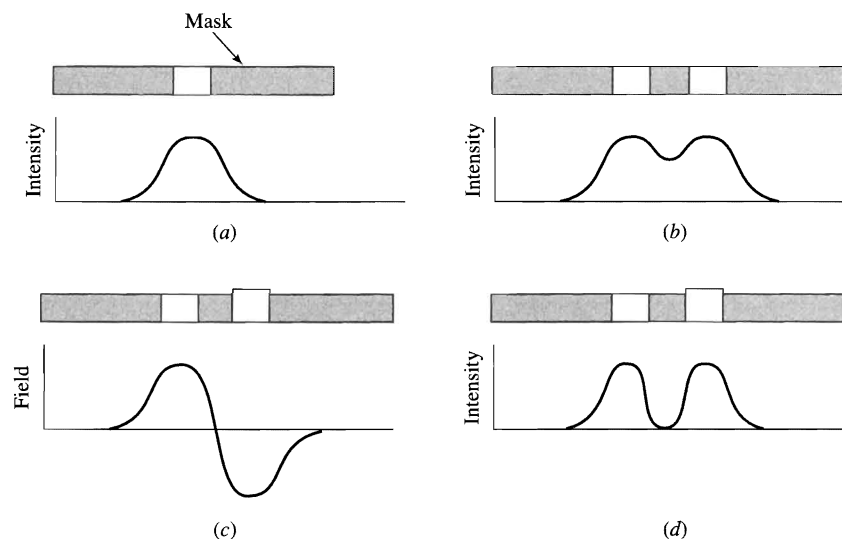 Mask
Intensity
(a)
Intensity
(b)
Field
(c)
Intensity
(d)